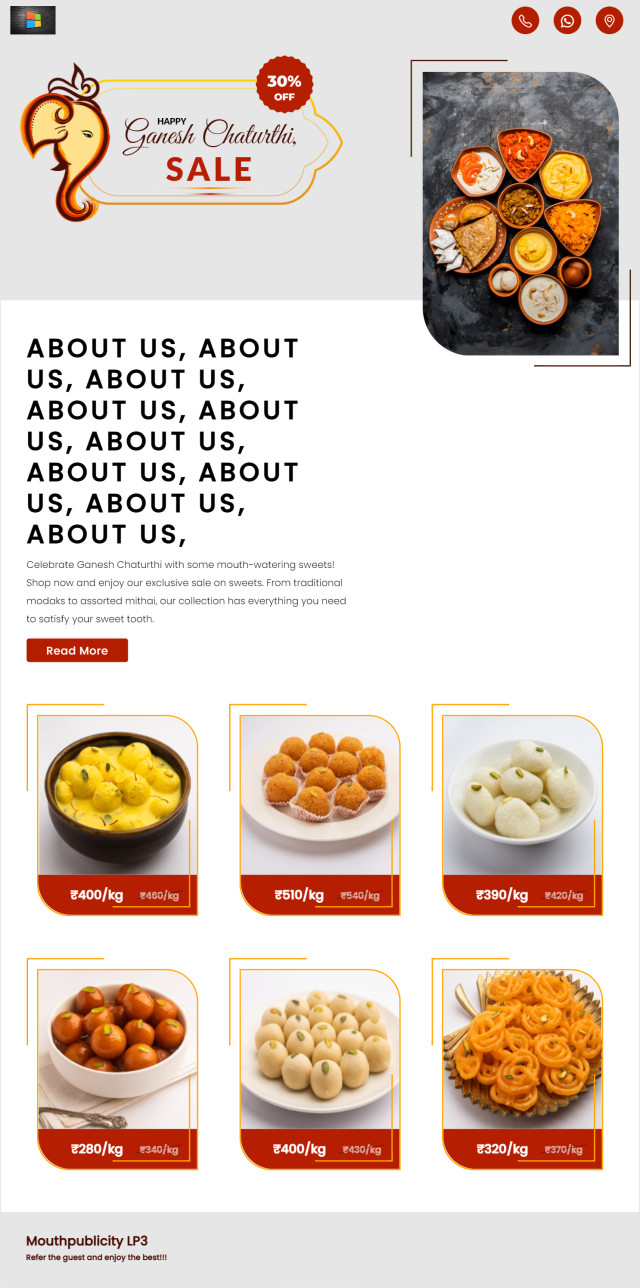 30%
OFF
HAPPY
Ganesh Chaturthi,
SALE
ABOUT US, ABOUT
US, ABOUT US,
ABOUT US, ABOUT
US, ABOUT US,
ABOUT US, ABOUT
US, ABOUT US,
ABOUT US,
Celebrate Ganesh Chaturthi with some mouth-watering sweets!
Shop now and enjoy our exclusive sale on sweets. From traditional
modaks to assorted mithai, our collection has everything you need
to satisfy your sweet tooth.
Read More
₹400/kg ₹460/kg
₹510/kg ₹540/kg
₹390/kg ₹420/kg
₹280/kg ₹340/kg
₹400/kg ₹430/kg
₹320/kg ₹370/kg
Mouthpublicity LP3
Refer the guest and enjoy the best!!!